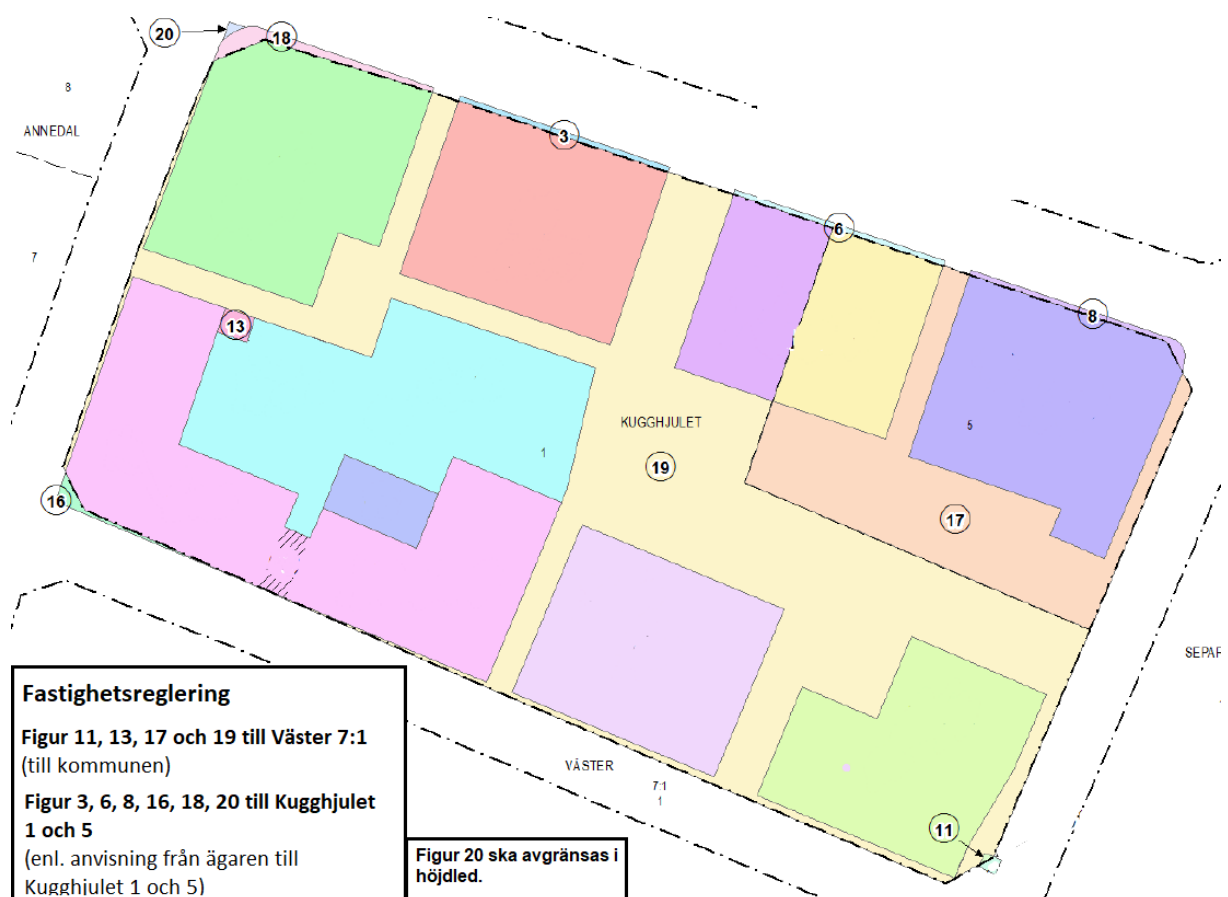 20
18
8
ANNEDAL
3
7
6
8
13
KUGGHJULET
5
1
19
16
17
SEPAR
Fastighetsreglering
Figur 11, 13, 17 och 19 till Väster 7:1
(till kommunen)
Figur 3, 6, 8, 16, 18, 20 till Kugghjulet
1 och 5
(enl. anvisning från ägaren till
Kugghjulet 1 och 5)
VÄSTER
7:1
1
11
Figur 20 ska avgränsas i
höjdled.